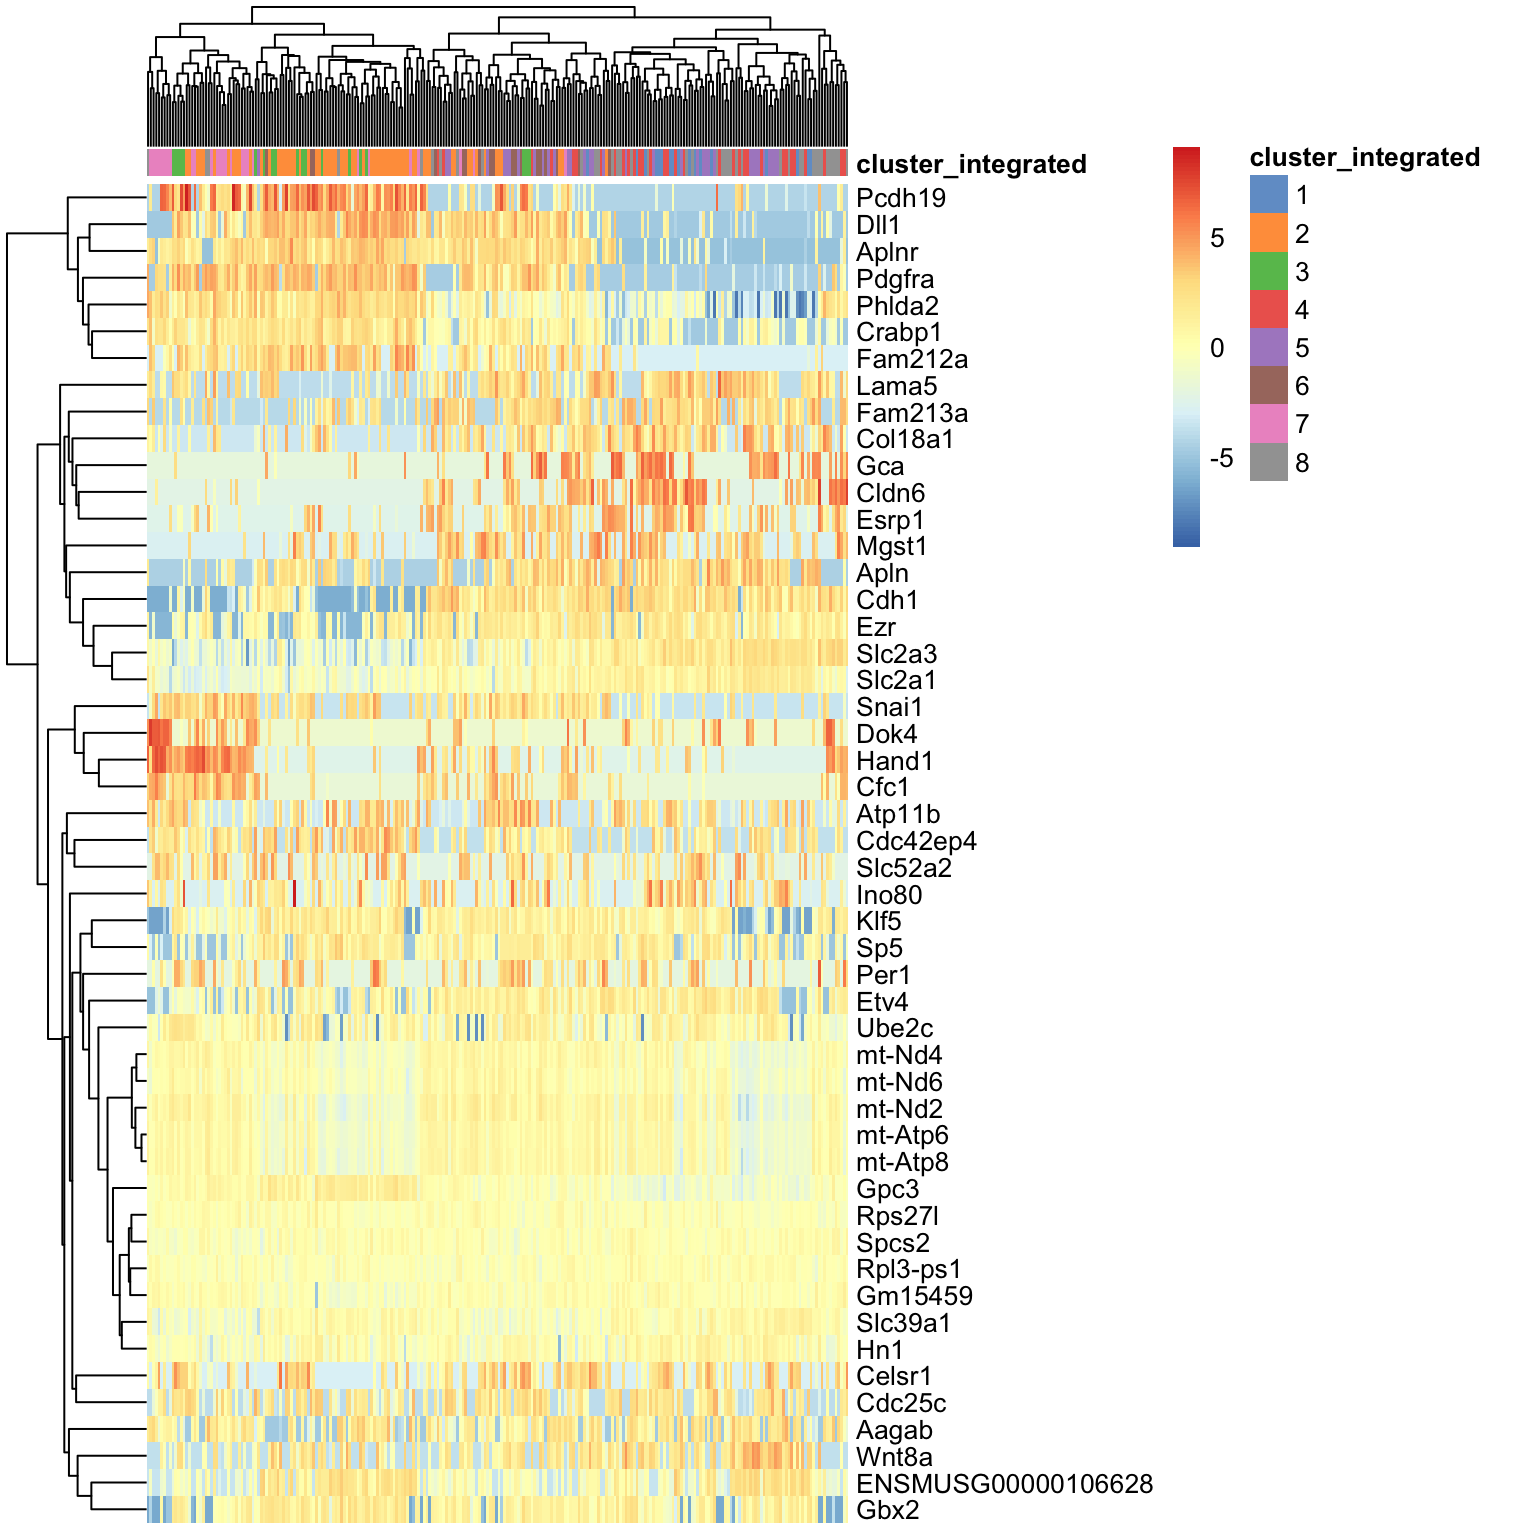 cluster_integrated
Pcdh19
Dll1
Aplnr
Pdgfra
Phlda2
Crabp1
Fam212a
Lama5
Fam213a
Col18a1
Gca
Cldn6
Esrp1
Mgst1
Apln
Cdh1
Ezr
Slc2a3
Slc2a1
Snai1
Dok4
Hand1
Cfc1
Atp11b
Cdc42ep4
Slc52a2
Ino80
Klf5
Sp5
Per1
Etv4
Ube2c
mt-Nd4
mt-Nd6
mt-Nd2
mt-Atp6
mt-Atp8
Gpc3
Rps27l
Spcs2
Rpl3-ps1
Gm15459
Slc39a1
Hn1
Celsr1
Cdc25c
Aagab
Wnt8a
ENSMUSG00000106628
Gbx2
5
0
-5
cluster_integrated
1
2
3
4
5
6
7
8